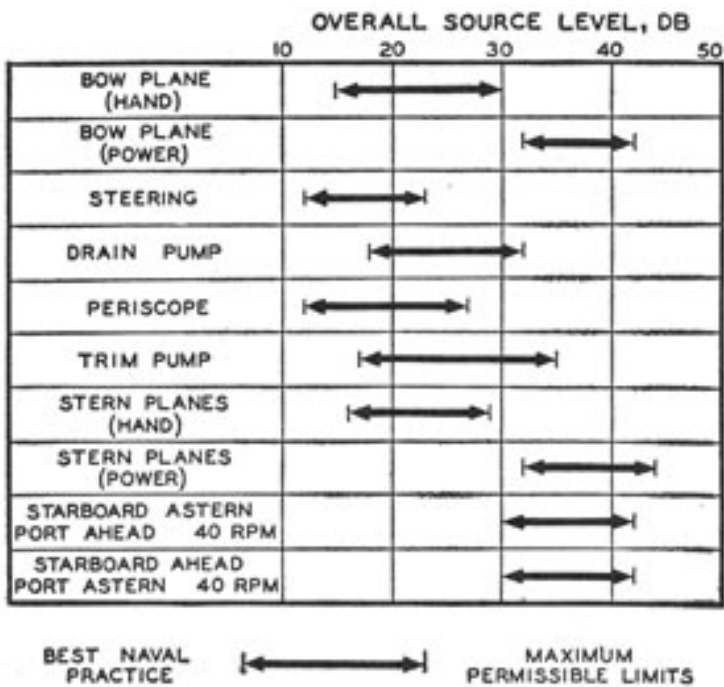 OVERALL SOURCE LEVEL, DB
10 20 30 40 50
BOW PLANE
(HAND)
BOW PLANE
(POWER)
STEERING
DRAIN PUMP
PERISCOPE
TRIM PUMP
STERN PLANES
(HAND)
STERN PLANES
(POWER)
STARBOARD ASTERN
PORT AHEAD 40 RPM
STARBOARD AHEAD
PORT ASTERN 40 RPM
BEST NAVAL
PRACTICE
MAXIMUM
PERMISSIBLE LIMITS